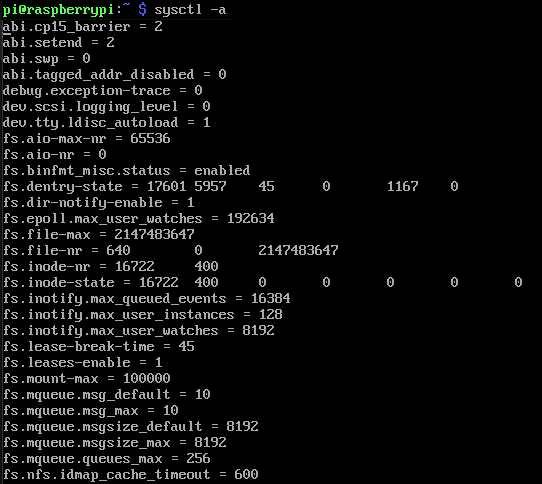 pi@raspberrypi:~ $ sysctl -a
abi.cp15_barrier = 2
abi.setend = 2
abi.swp = 0
abi.tagged_addr_disabled = 0
debug.exception-trace = 0
dev.scsi.logging_level = 0
dev.tty.ldisc_autoload = 1
fs.aio-max-nr = 65536
fs.aio-nr = 0
fs.binfmt_misc.status = enabled
fs.dentry-state = 17601 5957 45 0 1167 0
fs.dir-notify-enable = 1
fs.epoll.max_user_watches = 192634
fs.file-max = 2147483647
fs.file-nr = 640 0 2147483647
fs.inode-nr = 16722 400
fs.inode-state = 16722 400 0 0 0 0 0
fs.inotify.max_queued_events = 16384
fs.inotify.max_user_instances = 128
fs.inotify.max_user_watches = 8192
fs.lease-break-time = 45
fs.leases-enable = 1
fs.mount-max = 100000
fs.mqueue.msg_default = 10
fs.mqueue.msg_max = 10
fs.mqueue.msgsize_default = 8192
fs.mqueue.msgsize_max = 8192
fs.mqueue.queues_max = 256
fs.nfs.idmap_cache_timeout = 600